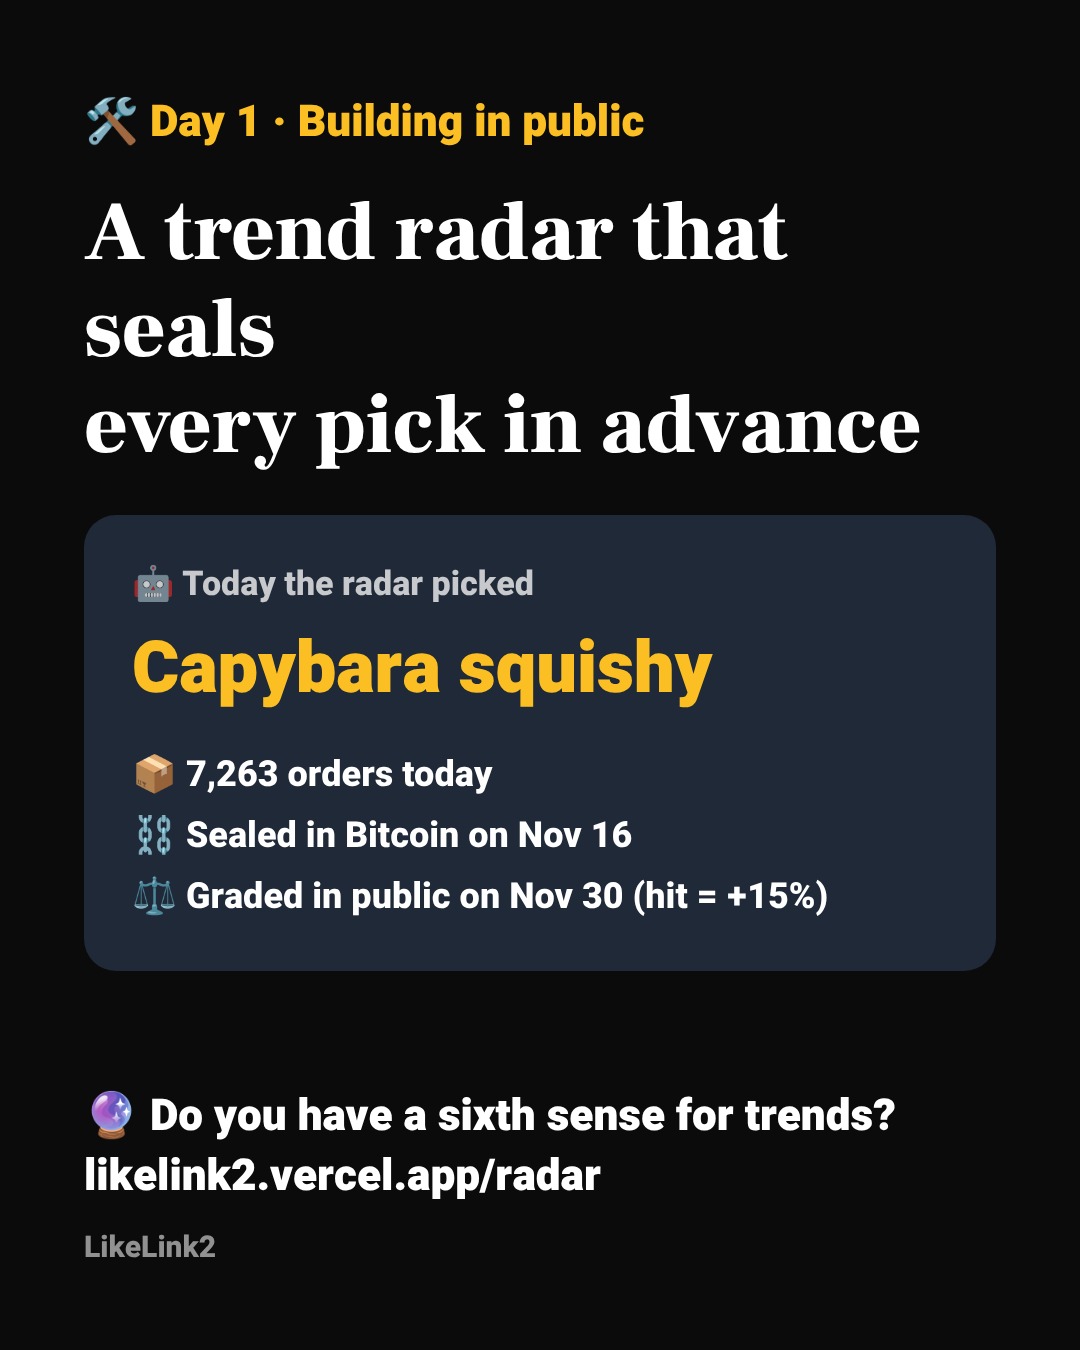 🛠️ Day 1 · Building in public
A trend radar that
seals
every pick in advance
🤖 Today the radar picked
Capybara squishy
📦 7,263 orders today
⛓️ Sealed in Bitcoin on Nov 16
⚖️ Graded in public on Nov 30 (hit = +15%)
🔮 Do you have a sixth sense for trends?
likelink2.vercel.app/radar
LikeLink2